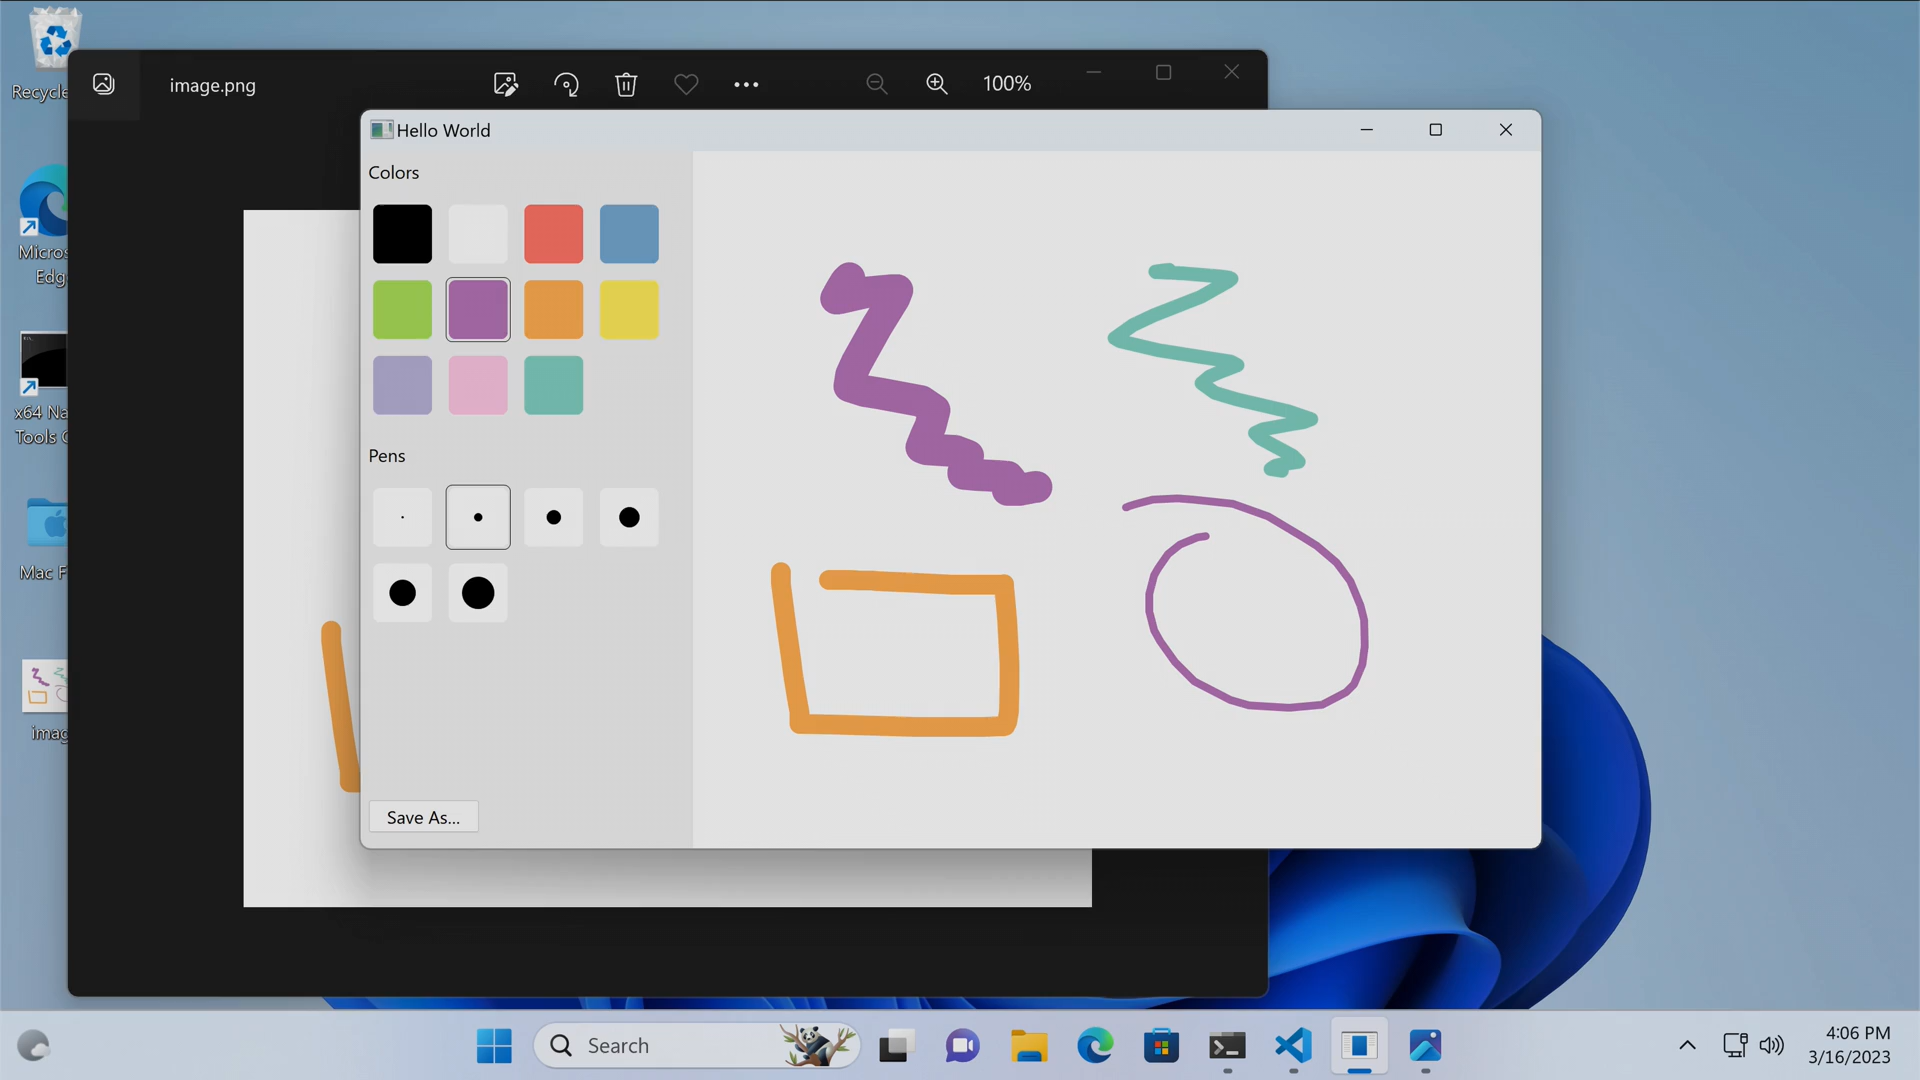 Recycle
image.png
100%
Hello World
Colors
Micros
Edg
x64 Na
Tools C
Pens
Mac F
imag
Save As...
Search
4:06 PM
3/16/2023